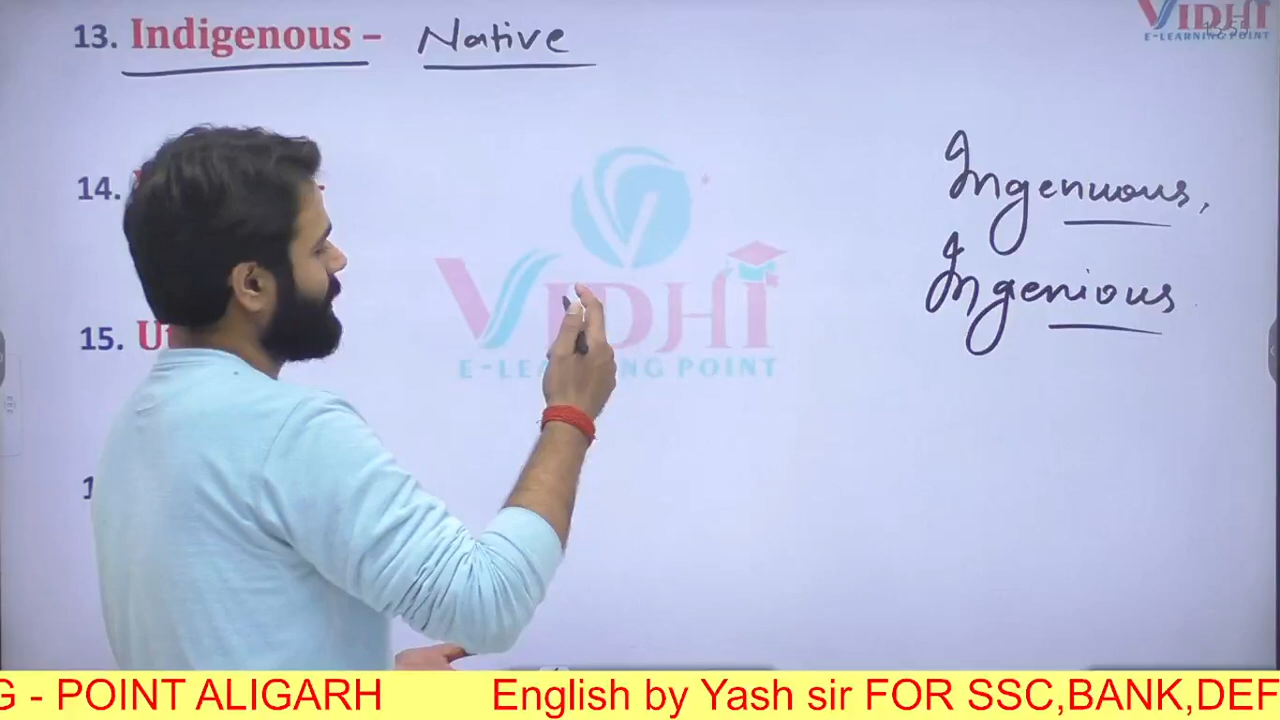 13. Indigenous – Native
VIDHI
E-LEARNING POINT
14.
Ingenuous,
Ingenious
15. Ut
VIDHI
E-LEARNING POINT
G - POINT ALIGARH English by Yash sir FOR SSC,BANK,DEF